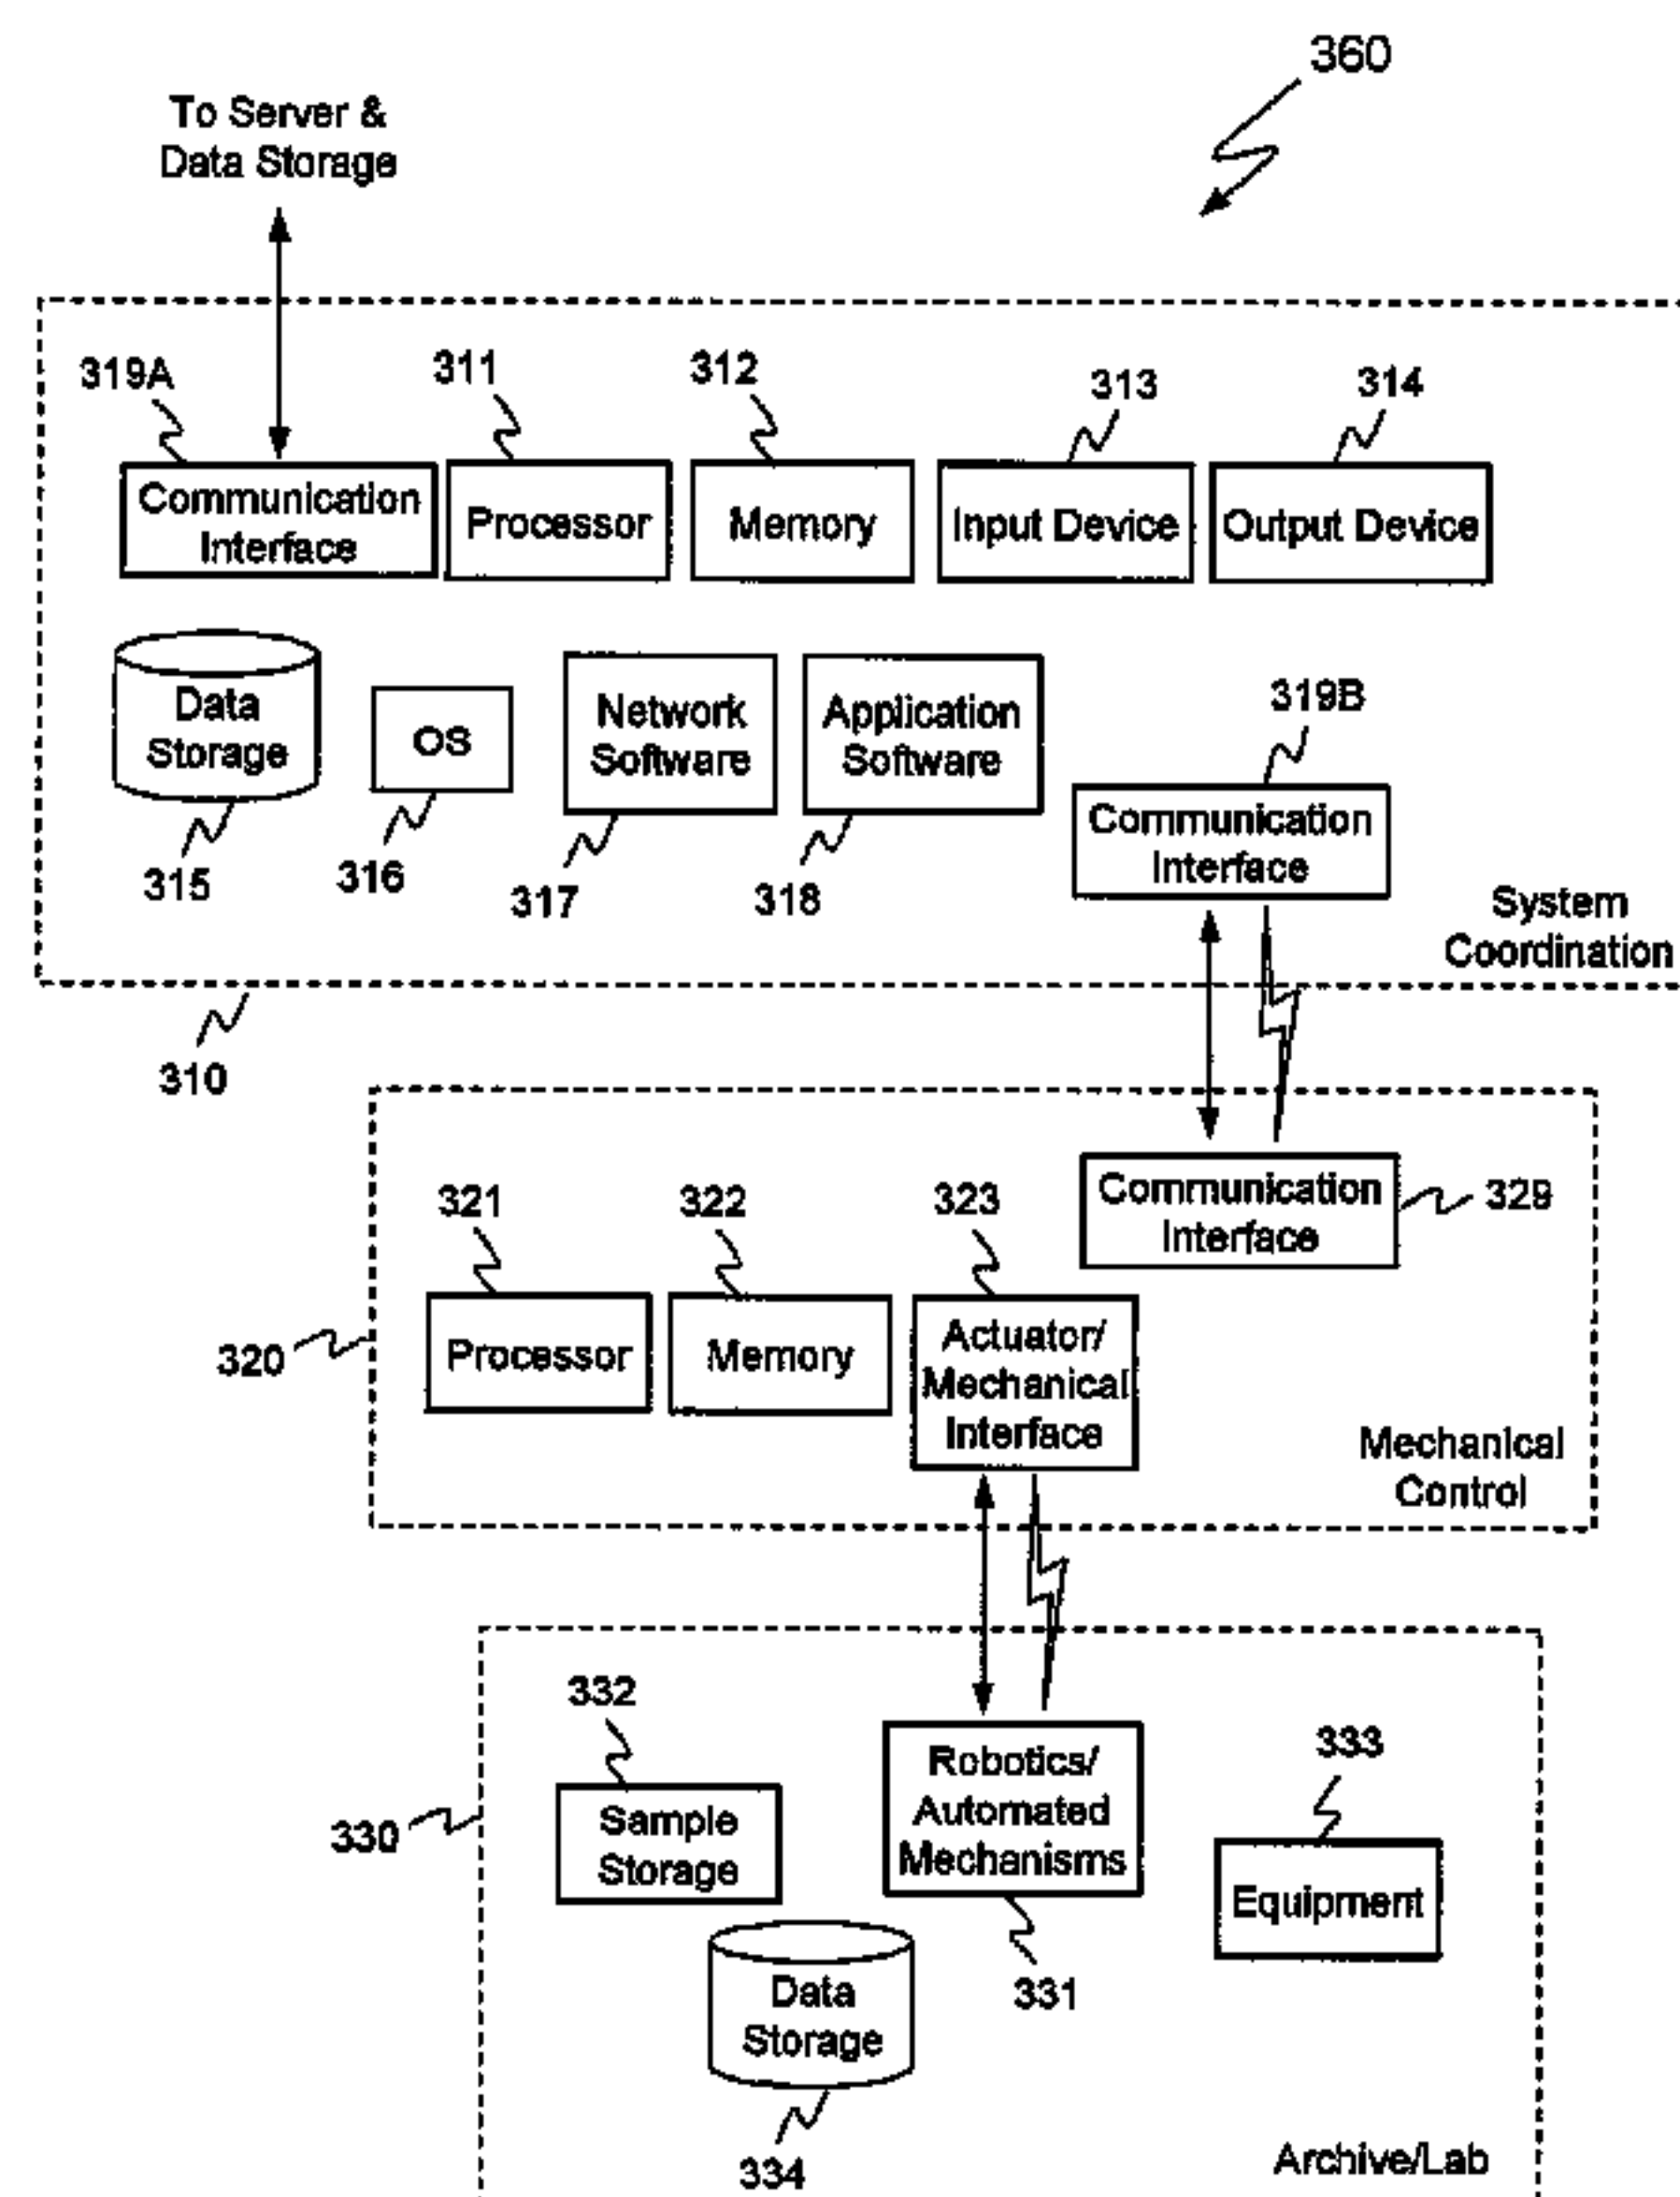 360
To Server &
Data Storage
319A
311
312
313
314
Communication
Interface
Processor
Memory
Input Device
Output Device
Data
Storage
OS
Network
Software
Application
Software
319B
Communication
Interface
315
316
317
318
System
Coordination
310
321
322
323
Communication
Interface
329
320
Processor
Memory
Actuator/
Mechanical
Interface
Mechanical
Control
332
333
330
Sample
Storage
Robotics/
Automated
Mechanisms
Equipment
331
Data
Storage
334
Archive/Lab